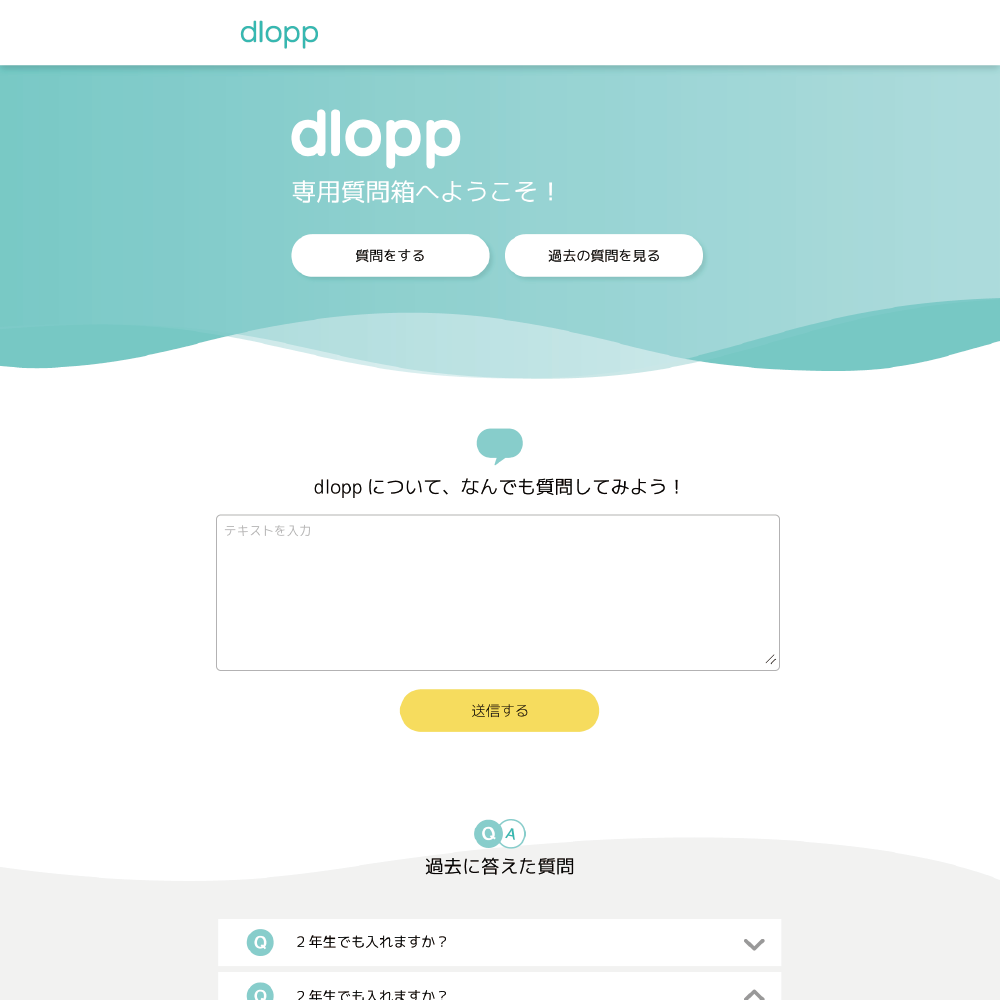 dlopp
dlopp
専用質問箱へようこそ！
質問をする
過去の質問を見る
dlopp について、なんでも質問してみよう！
テキストを入力
送信する
Q A
過去に答えた質問
Q ２年生でも入れますか？
Q ２年生でも入れますか？